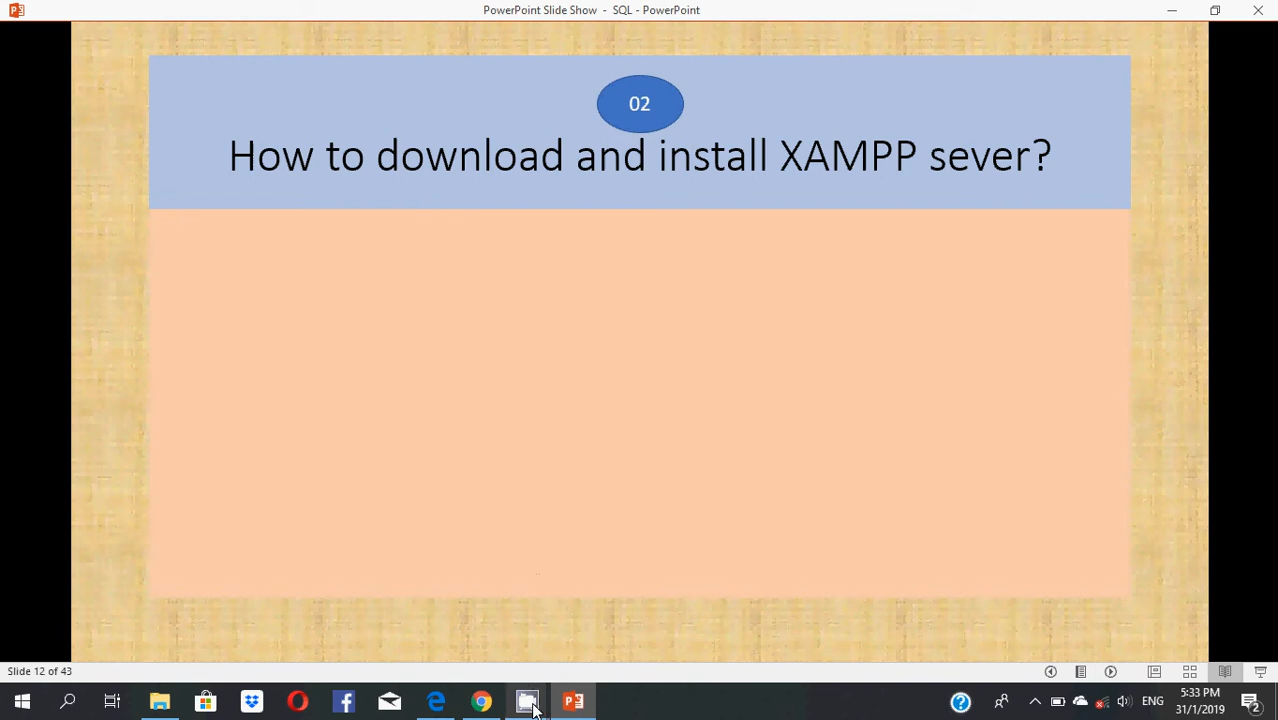 PowerPoint Slide Show - SQL - PowerPoint
02
How to download and install XAMPP sever?
Slide 12 of 43
ENG
5:33 PM
31/1/2019
2